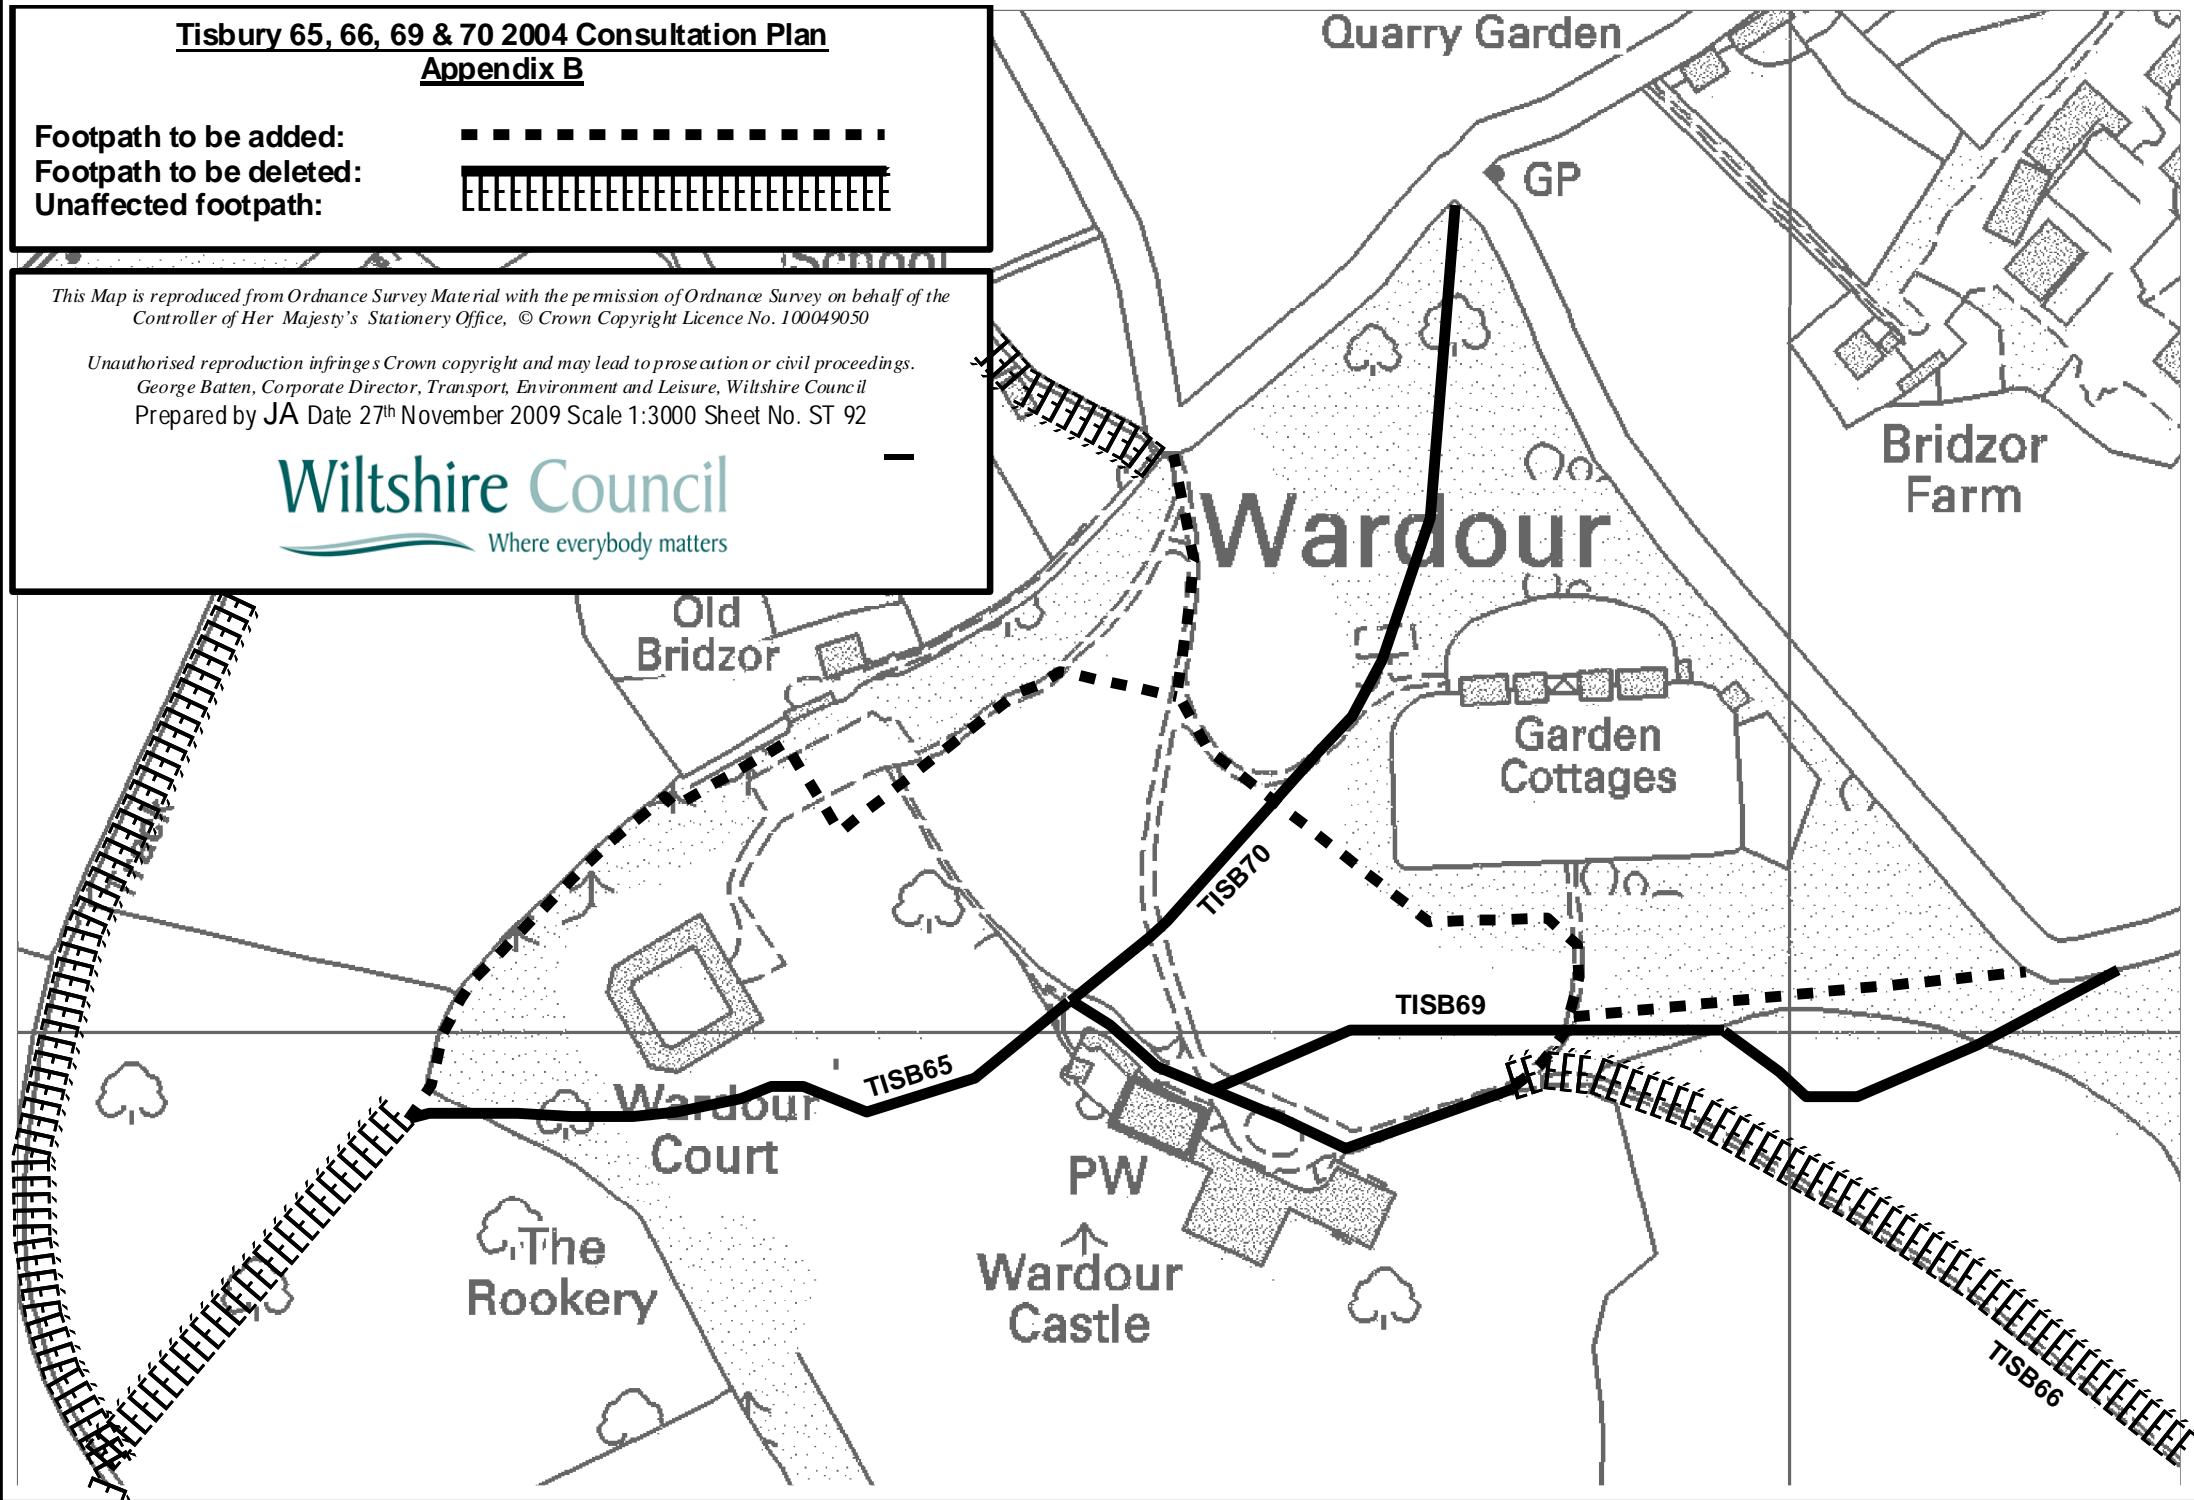 Tisbury 65, 66, 69 & 70 2004 Consultation Plan
Appendix B
Footpath to be added:
Footpath to be deleted:
Unaffected footpath:
This Map is reproduced from Ordnance Survey Material with the permission of Ordnance Survey on behalf of the
Controller of Her Majesty's Stationery Office, © Crown Copyright Licence No. 100049050
Unauthorised reproduction infringes Crown copyright and may lead to prosecution or civil proceedings.
George Batten, Corporate Director, Transport, Environment and Leisure, Wiltshire Council
Prepared by JA Date 27th November 2009 Scale 1:3000 Sheet No. ST 92
Wiltshire Council
Where everybody matters
Quarry Garden
GP
School
Bridzor
Farm
Wardour
Old
Bridzor
Garden
Cottages
TISB70
TISB69
TISB65
Wardour
Court
PW
The
Rookery
Wardour
Castle
TISB66